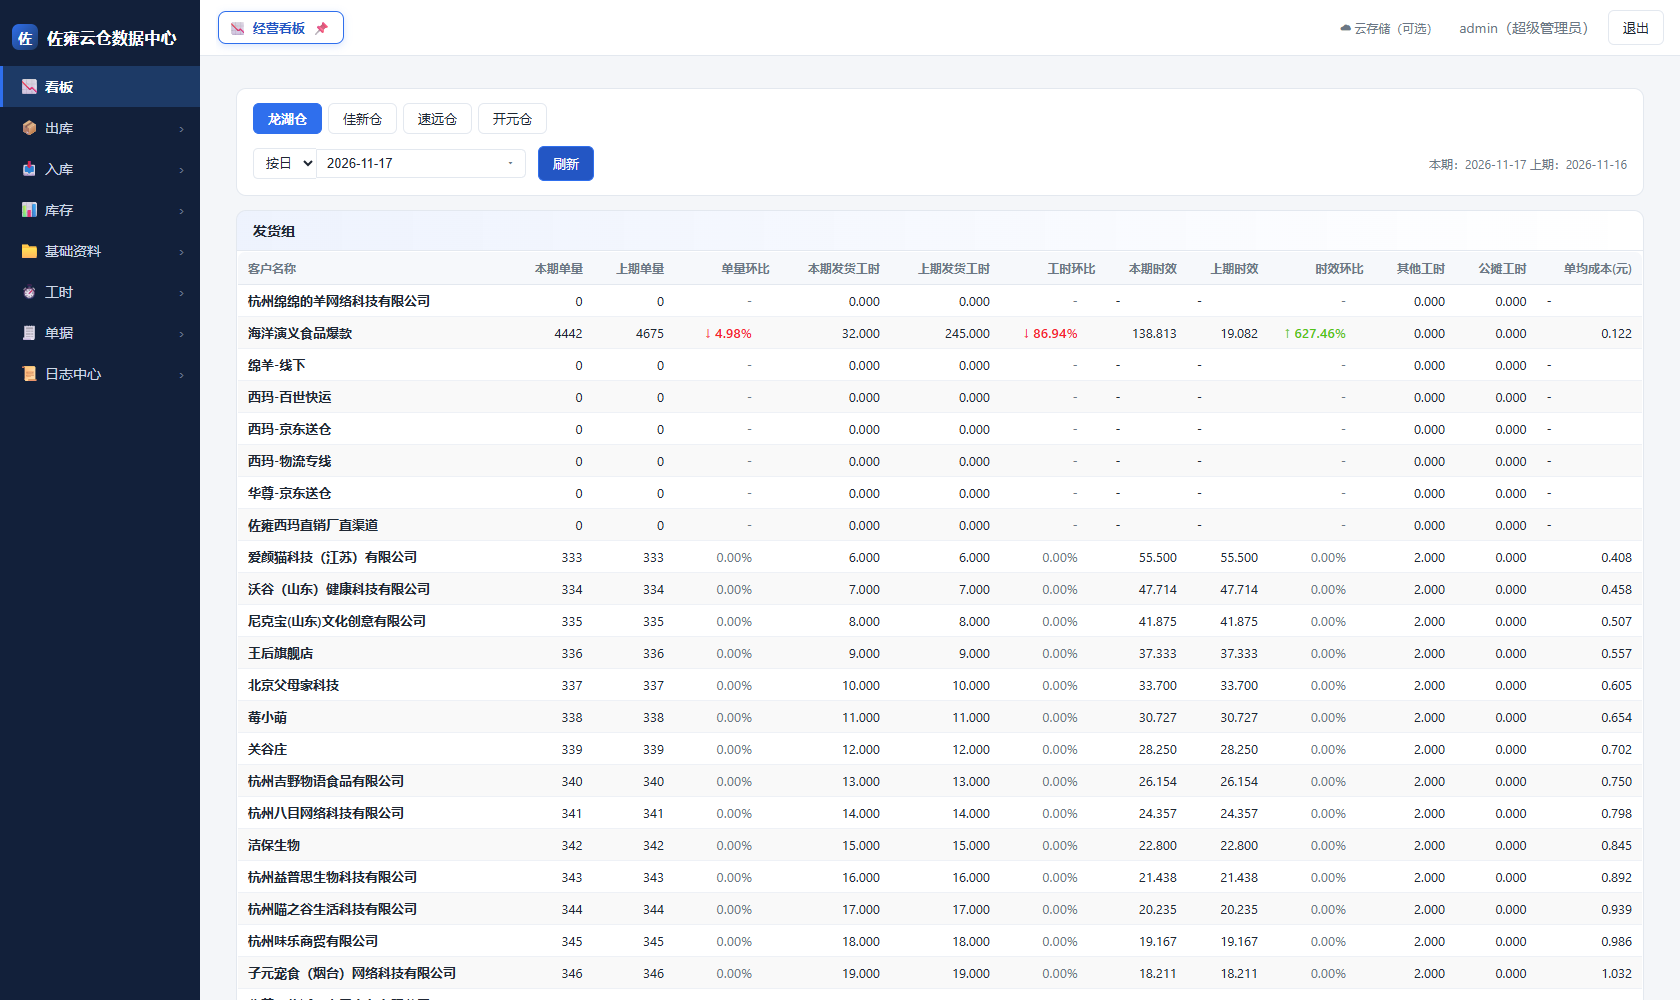 佐 佐雍云仓数据中心
经营看板
云存储（可选） admin（超级管理员） 退出
看板
出库
入库
库存
基础资料
工时
单据
日志中心
龙湖仓 佳新仓 速远仓 开元仓
按日 2026-11-17 - 刷新 本期：2026-11-17 上期：2026-11-16
发货组
客户名称 本期单量 上期单量 单量环比 本期发货工时 上期发货工时 工时环比 本期时效 上期时效 时效环比 其他工时 公摊工时 单均成本(元)
杭州绵绵的羊网络科技有限公司 0 0 - 0.000 0.000 - - - - 0.000 0.000 -
海洋演义食品爆款 4442 4675 ↓ 4.98% 32.000 245.000 ↓ 86.94% 138.813 19.082 ↑ 627.46% 0.000 0.000 0.122
绵羊-线下 0 0 - 0.000 0.000 - - - - 0.000 0.000 -
西玛-百世快运 0 0 - 0.000 0.000 - - - - 0.000 0.000 -
西玛-京东送仓 0 0 - 0.000 0.000 - - - - 0.000 0.000 -
西玛-物流专线 0 0 - 0.000 0.000 - - - - 0.000 0.000 -
华尊-京东送仓 0 0 - 0.000 0.000 - - - - 0.000 0.000 -
佐雍西玛直销厂直渠道 0 0 - 0.000 0.000 - - - - 0.000 0.000 -
爱颜猫科技（江苏）有限公司 333 333 0.00% 6.000 6.000 0.00% 55.500 55.500 0.00% 2.000 0.000 0.408
沃谷（山东）健康科技有限公司 334 334 0.00% 7.000 7.000 0.00% 47.714 47.714 0.00% 2.000 0.000 0.458
尼克宝(山东)文化创意有限公司 335 335 0.00% 8.000 8.000 0.00% 41.875 41.875 0.00% 2.000 0.000 0.507
王后旗舰店 336 336 0.00% 9.000 9.000 0.00% 37.333 37.333 0.00% 2.000 0.000 0.557
北京父母家科技 337 337 0.00% 10.000 10.000 0.00% 33.700 33.700 0.00% 2.000 0.000 0.605
莓小萌 338 338 0.00% 11.000 11.000 0.00% 30.727 30.727 0.00% 2.000 0.000 0.654
关谷庄 339 339 0.00% 12.000 12.000 0.00% 28.250 28.250 0.00% 2.000 0.000 0.702
杭州吉野物语食品有限公司 340 340 0.00% 13.000 13.000 0.00% 26.154 26.154 0.00% 2.000 0.000 0.750
杭州八目网络科技有限公司 341 341 0.00% 14.000 14.000 0.00% 24.357 24.357 0.00% 2.000 0.000 0.798
洁保生物 342 342 0.00% 15.000 15.000 0.00% 22.800 22.800 0.00% 2.000 0.000 0.845
杭州益普思生物科技有限公司 343 343 0.00% 16.000 16.000 0.00% 21.438 21.438 0.00% 2.000 0.000 0.892
杭州喵之谷生活科技有限公司 344 344 0.00% 17.000 17.000 0.00% 20.235 20.235 0.00% 2.000 0.000 0.939
杭州味乐商贸有限公司 345 345 0.00% 18.000 18.000 0.00% 19.167 19.167 0.00% 2.000 0.000 0.986
子元宠食（烟台）网络科技有限公司 346 346 0.00% 19.000 19.000 0.00% 18.211 18.211 0.00% 2.000 0.000 1.032